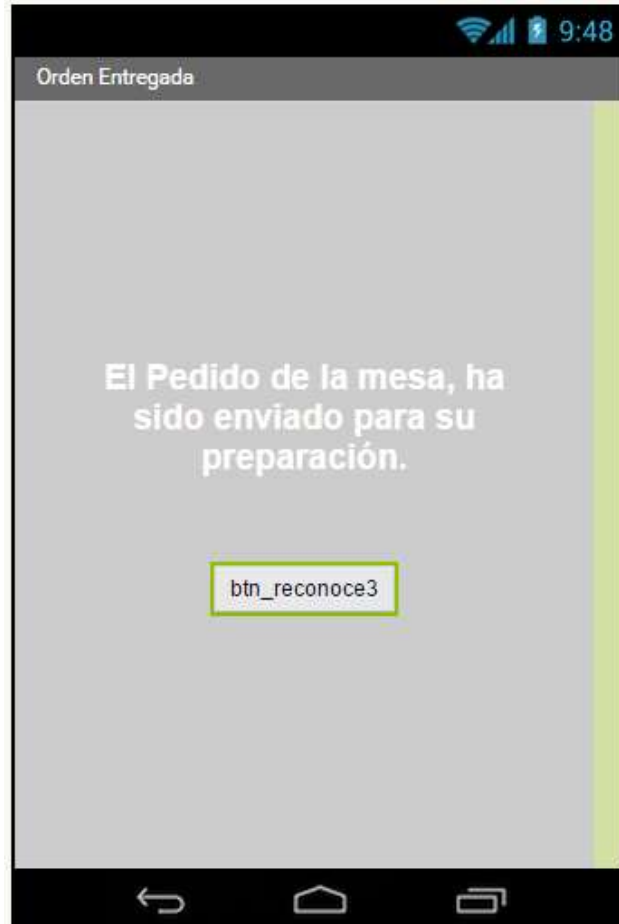 9:48
Orden Entregada
El Pedido de la mesa, ha
sido enviado para su
preparación.
btn_reconoce3